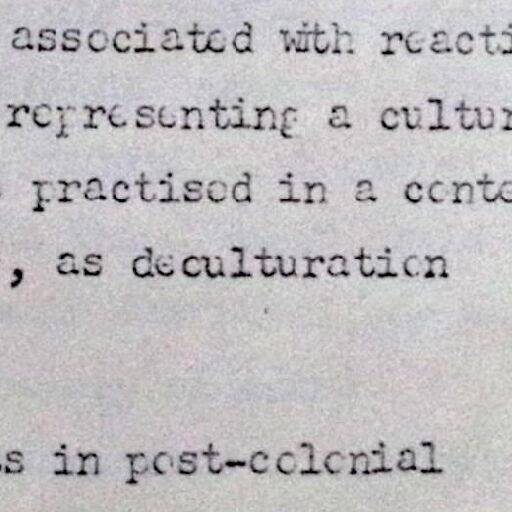 associated with reacti
representing a cultur
practised in a conte
, as deculturation
s in post-colonial